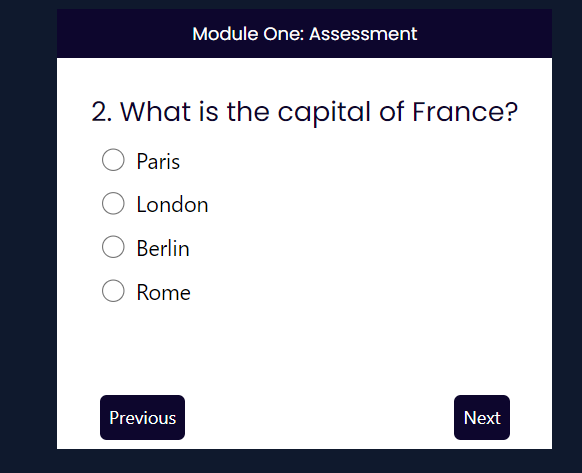 Module One: Assessment
2. What is the capital of France?
Paris
London
Berlin
Rome
Previous
Next